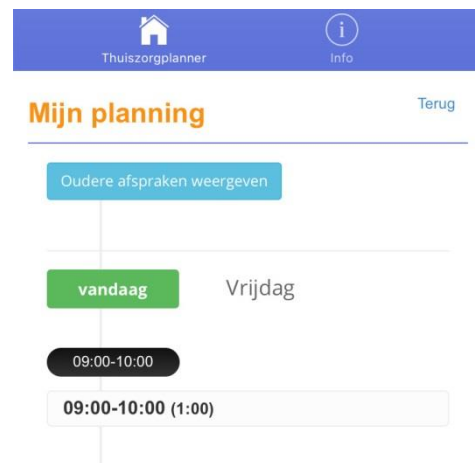 Thuiszorgplanner
i
Info
Mijn planning
Terug
Oudere afspraken weergeven
vandaag
Vrijdag
09:00-10:00
09:00-10:00 (1:00)